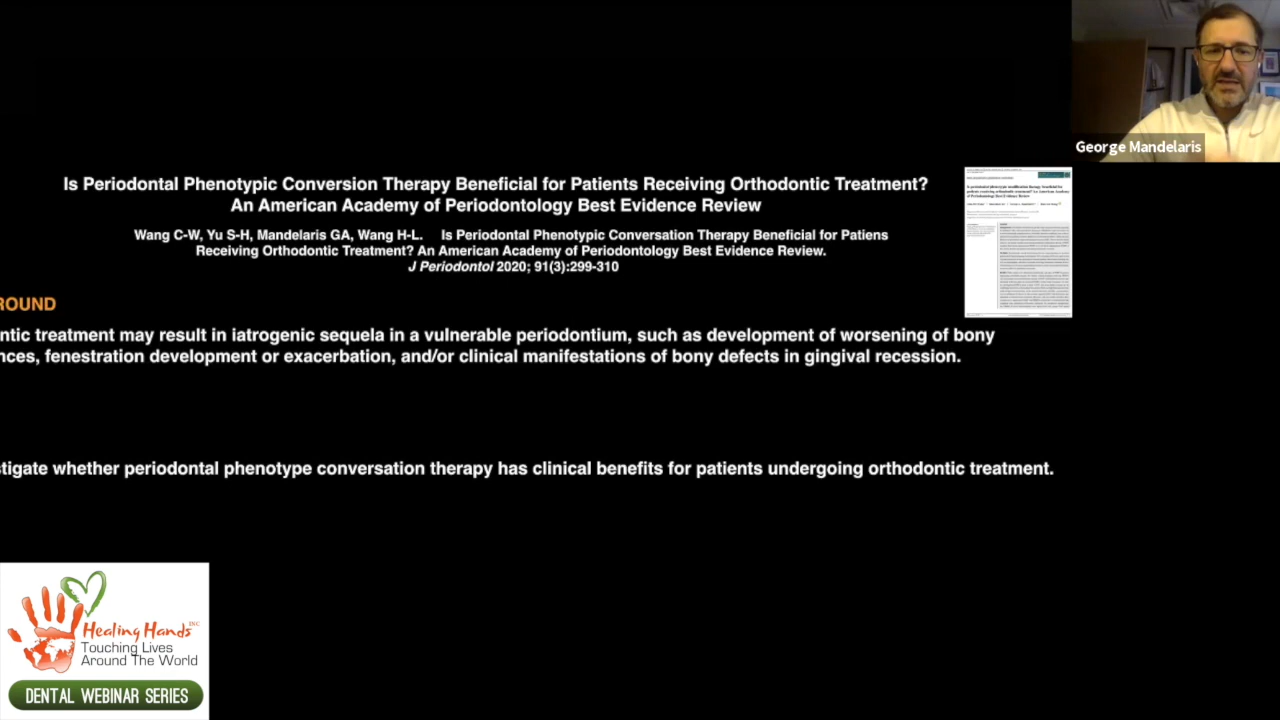 George Mandelaris
Is Periodontal Phenotypic Conversation Therapy Beneficial for Patients Receiving Orthodontic Treatment?
An American Academy of Periodontology Best Evidence Review
Wang C-W, Yu S-H, Mandelaris GA, Wang H-L. Is Periodontal Phenotypic Conversation Therapy Beneficial for Patiens
Receiving Orthodontic Treatment? An American Academy of Periodontology Best Evidence Review.
J Periodontol 2020; 91(3):299-310
ROUND
ntic treatment may result in iatrogenic sequela in a vulnerable periodontium, such as development of worsening of bony
nces, fenestration development or exacerbation, and/or clinical manifestations of bony defects in gingival recession.
stigate whether periodontal phenotype conversation therapy has clinical benefits for patients undergoing orthodontic treatment.
Healing Hands INC
Touching Lives
Around The World
DENTAL WEBINAR SERIES